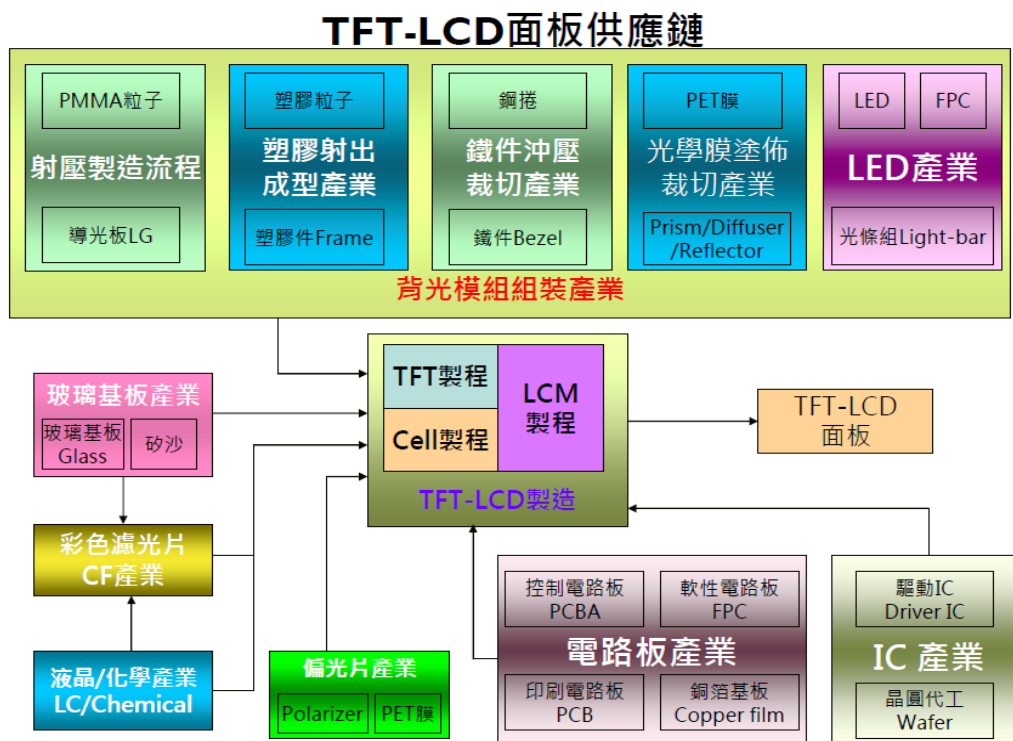 TFT-LCD面板供應鏈
PMMA粒子
射壓製造流程
導光板LG
塑膠粒子
塑膠射出
成型產業
塑膠件Frame
鋼捲
鐵件沖壓
裁切產業
鐵件Bezel
PET膜
光學膜塗佈
裁切產業
Prism/Diffuser
/Reflector
LED
FPC
LED產業
光條組Light-bar
背光模組組裝產業
玻璃基板產業
玻璃基板
Glass
矽沙
彩色濾光片
CF產業
液晶/化學產業
LC/Chemical
TFT製程
Cell製程
LCM
製程
TFT-LCD製造
TFT-LCD
面板
偏光片產業
Polarizer
PET膜
控制電路板
PCBA
軟性電路板
FPC
電路板產業
印刷電路板
PCB
銅箔基板
Copper film
驅動IC
Driver IC
IC 產業
晶圓代工
Wafer